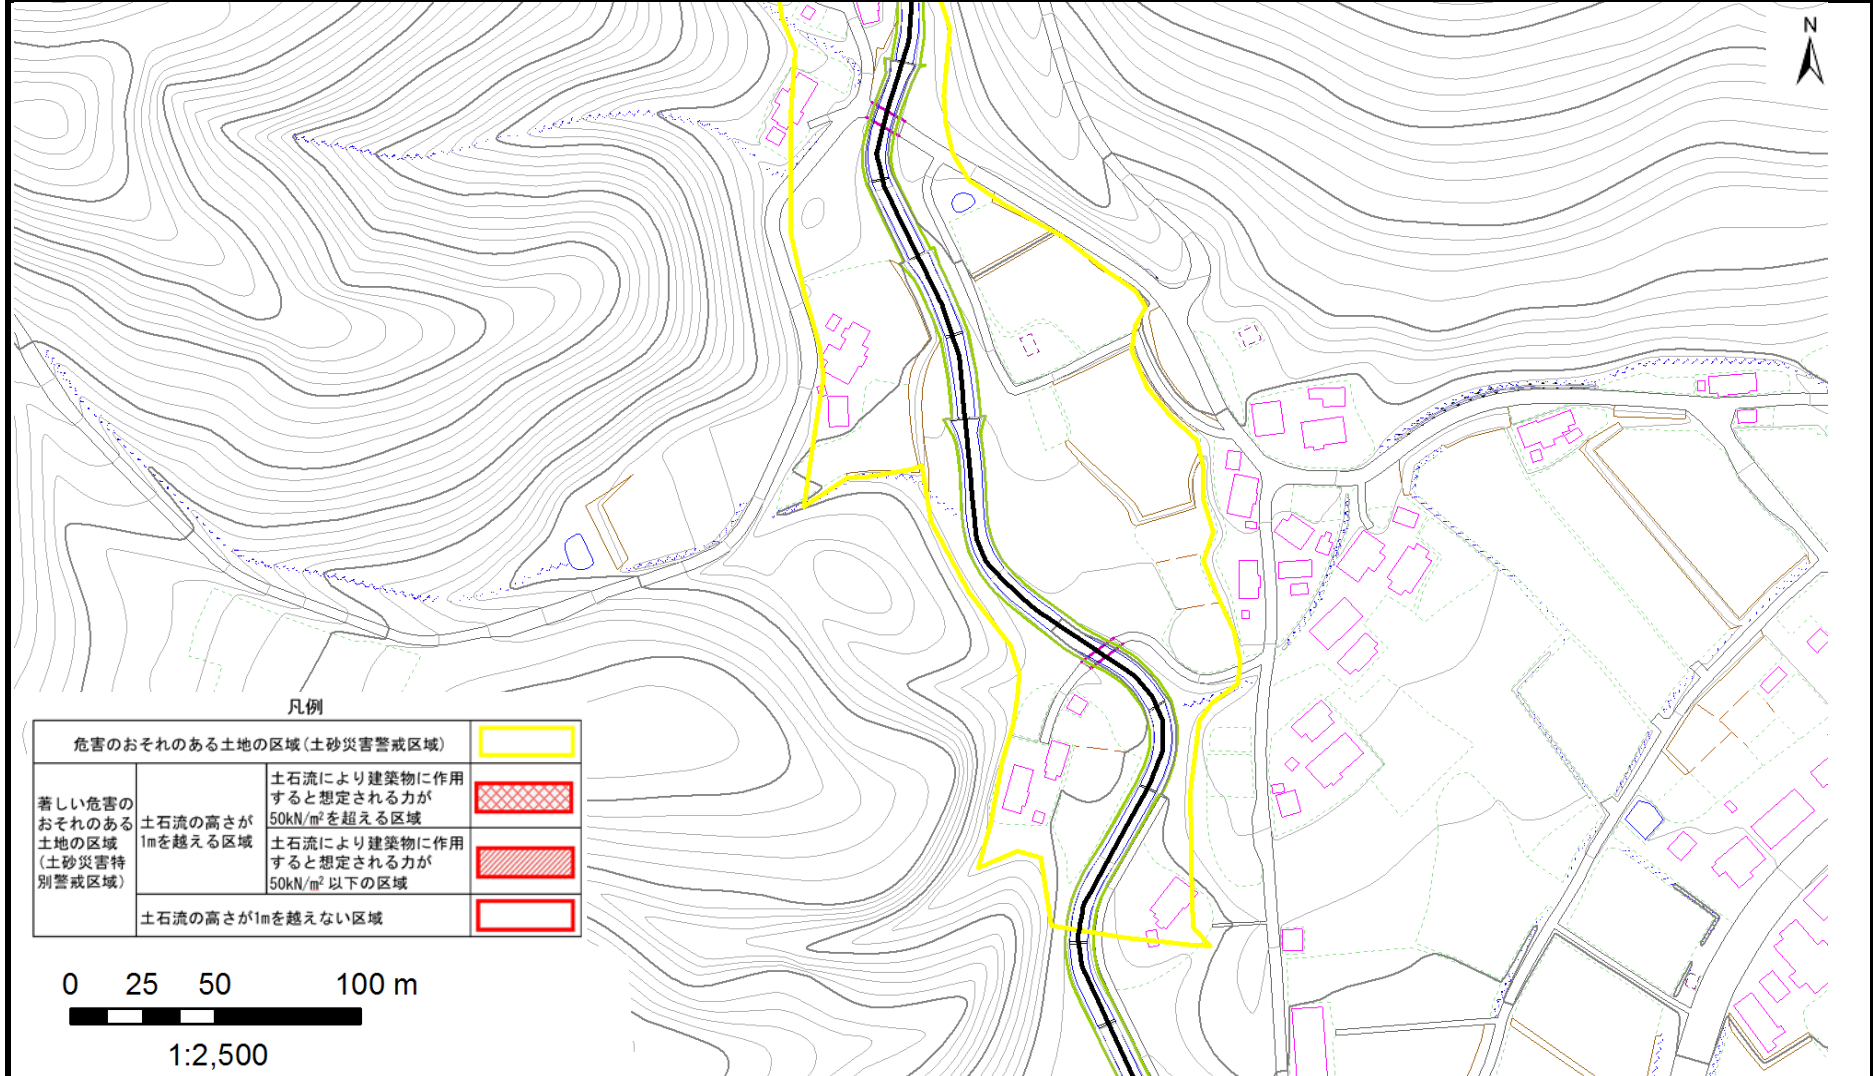 N
凡例
危害のおそれのある土地の区域(土砂災害警戒区域)
著しい危害の
おそれのある
土地の区域
(土砂災害特
別警戒区域)
土石流の高さが
1mを越える区域
土石流により建築物に作用
すると想定される力が
50kN/m²を超える区域
土石流により建築物に作用
すると想定される力が
50kN/m² 以下の区域
土石流の高さが1mを越えない区域
0 25 50 100 m
1:2,500